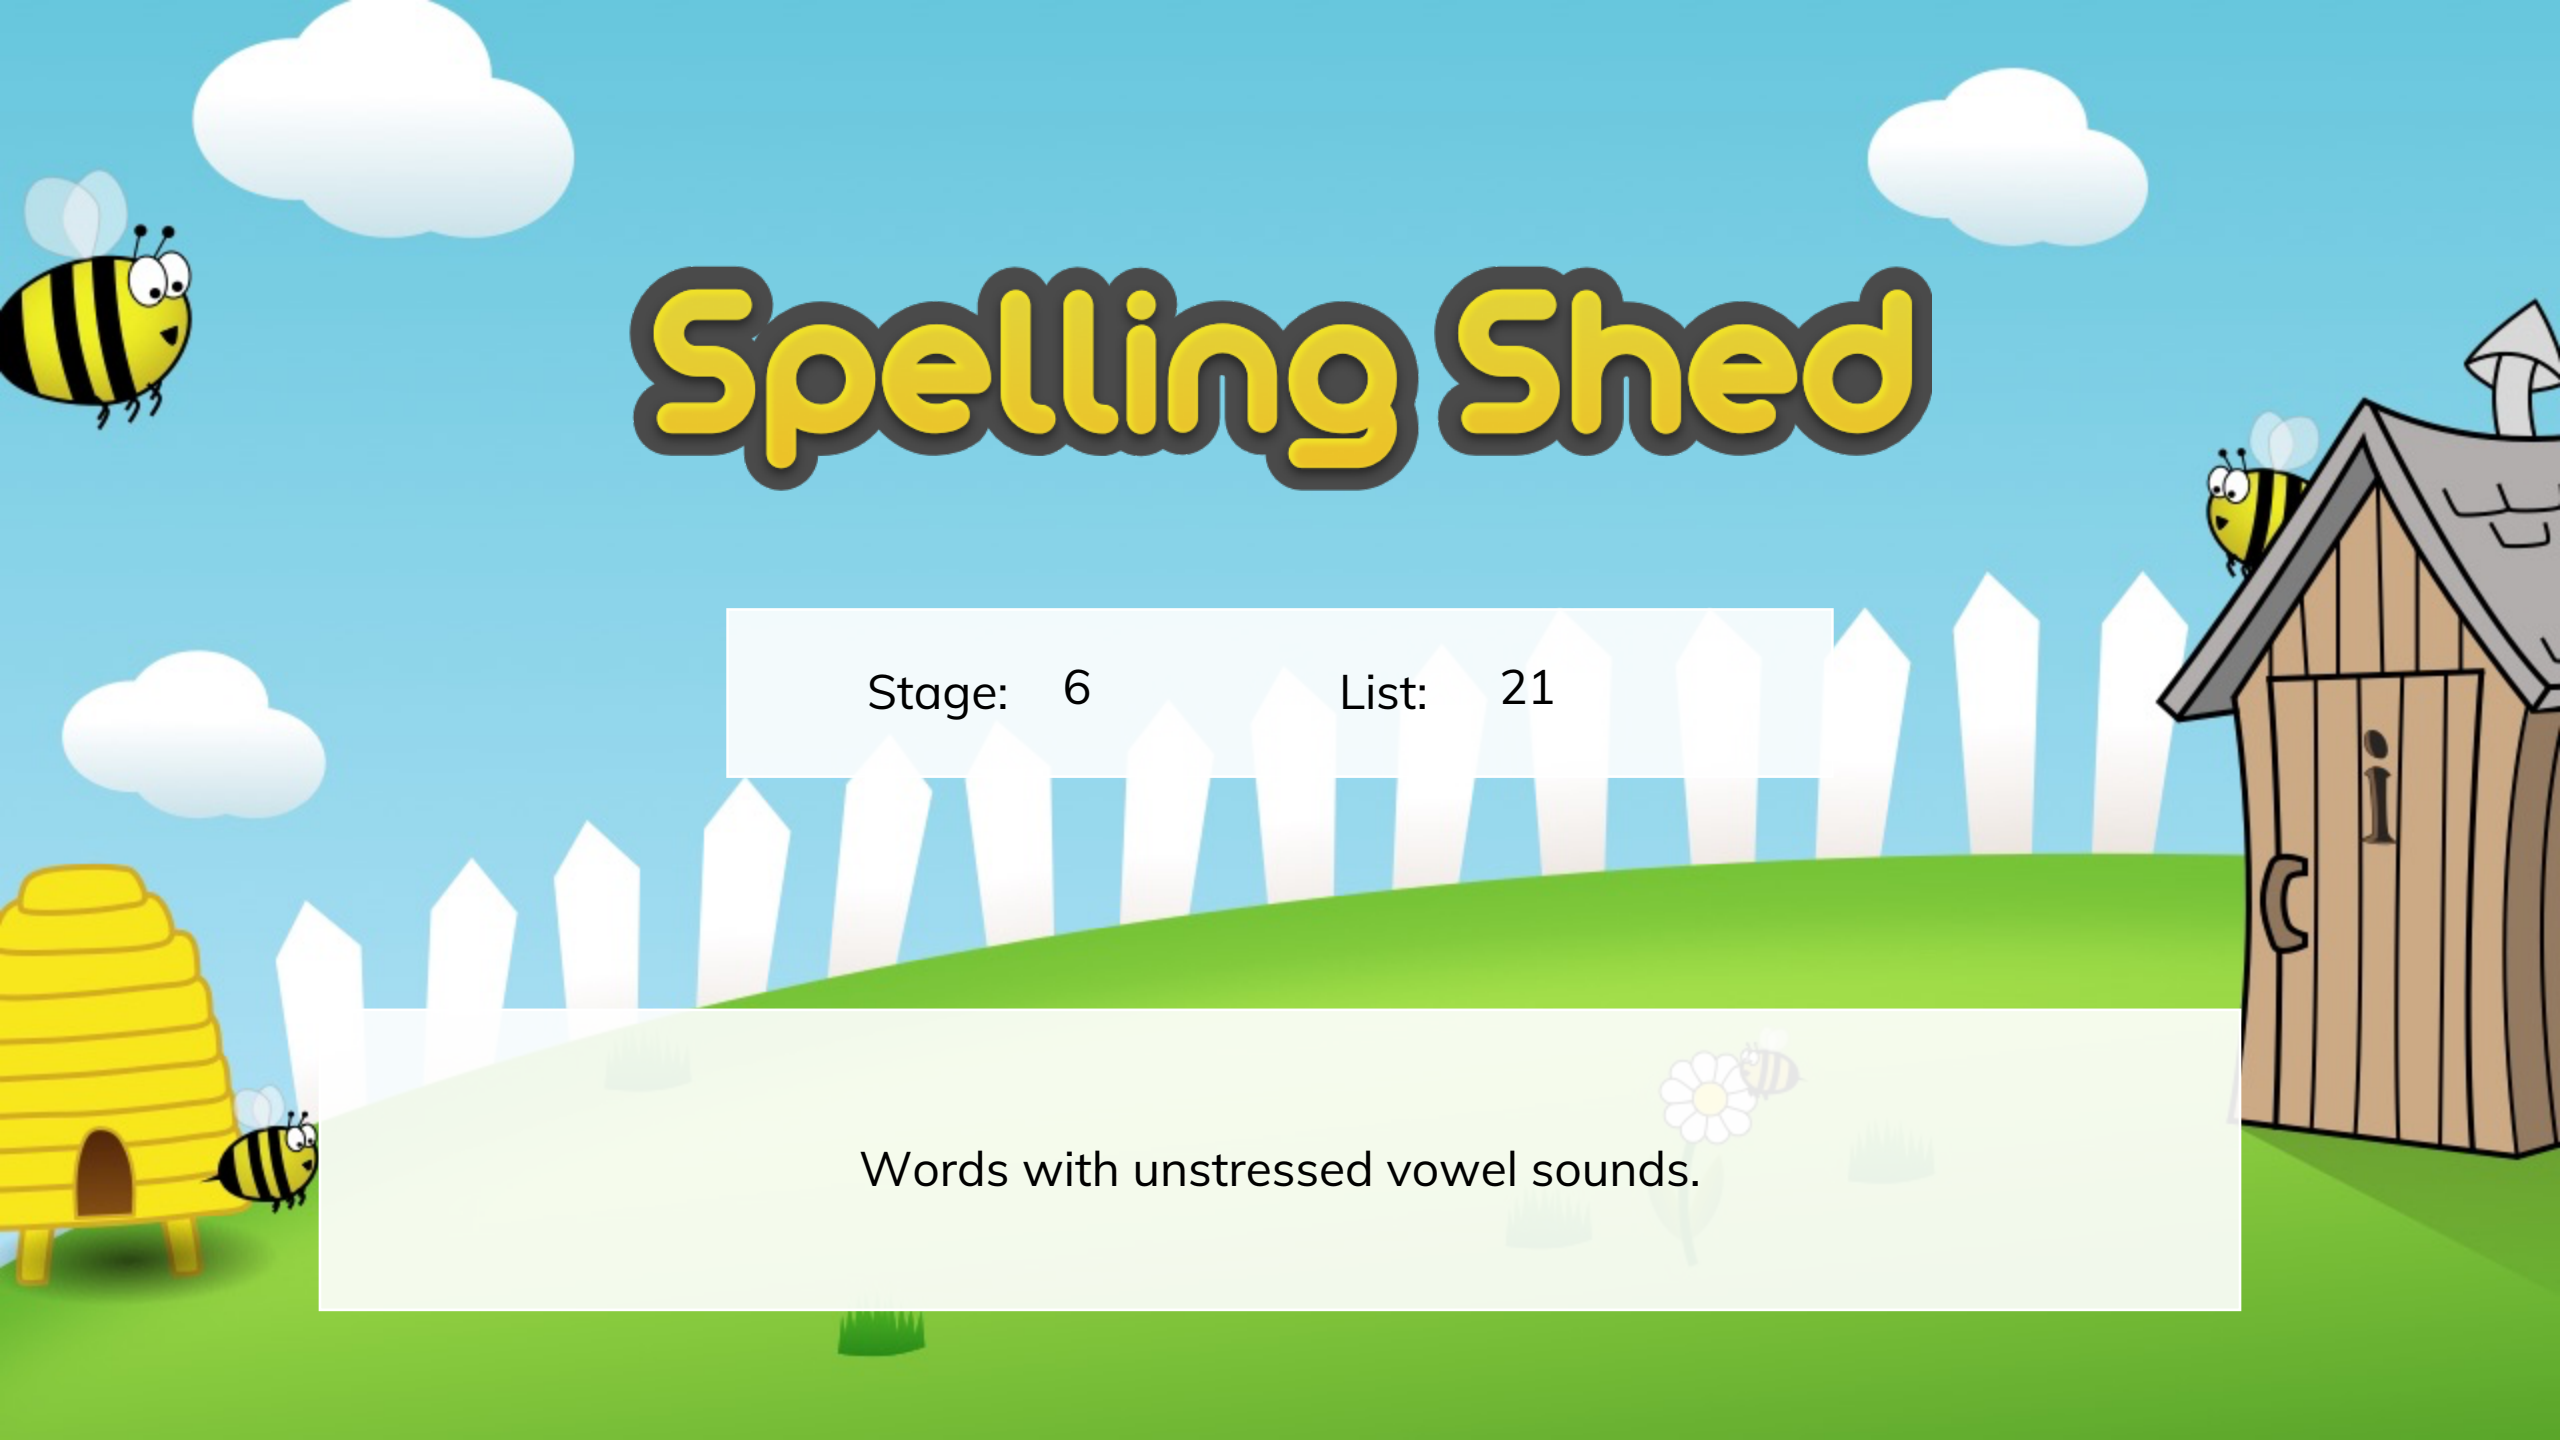 Spelling Shed
Stage: 6 List: 21
i
Words with unstressed vowel sounds.